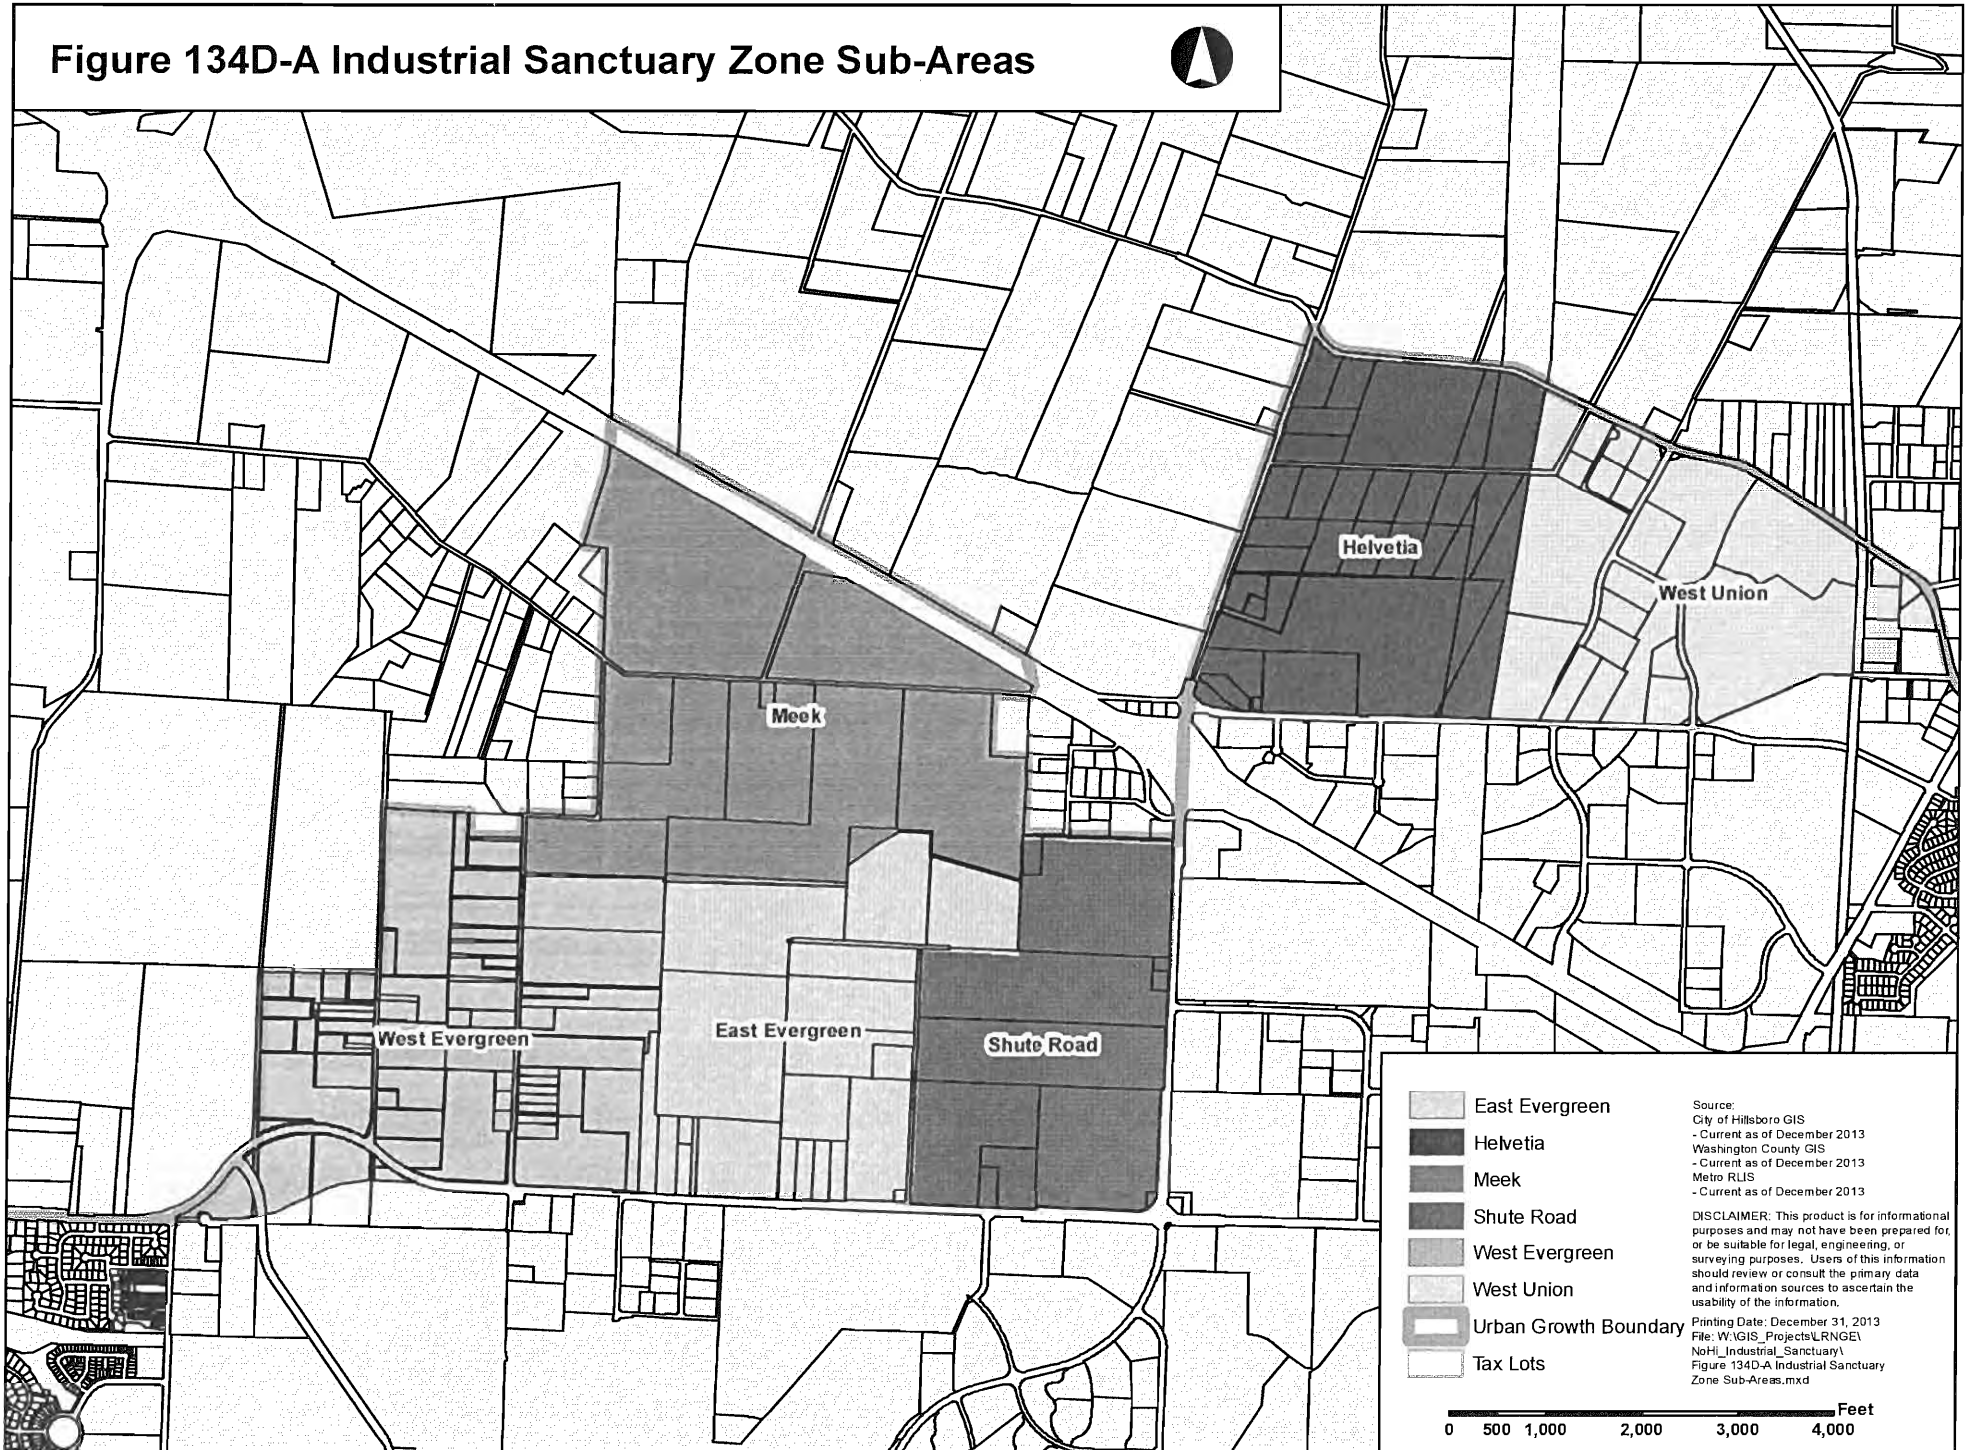 Figure 134D-A Industrial Sanctuary Zone Sub-Areas
Helvetia
West Union
Meek
West Evergreen
East Evergreen
Shute Road
East Evergreen
Helvetia
Meek
Shute Road
West Evergreen
West Union
Urban Growth Boundary
Tax Lots
Source:
City of Hillsboro GIS
- Current as of December 2013
Washington County GIS
- Current as of December 2013
Metro RLIS
- Current as of December 2013
DISCLAIMER: This product is for informational
purposes and may not have been prepared for,
or be suitable for legal, engineering, or
surveying purposes. Users of this information
should review or consult the primary data
and information sources to ascertain the
usability of the information.
Printing Date: December 31, 2013
File: W:\GIS_Projects\LRNGE\
NoHi_Industrial_Sanctuary\
Figure 134D-A Industrial Sanctuary
Zone Sub-Areas.mxd
Feet
0 500 1,000 2,000 3,000 4,000